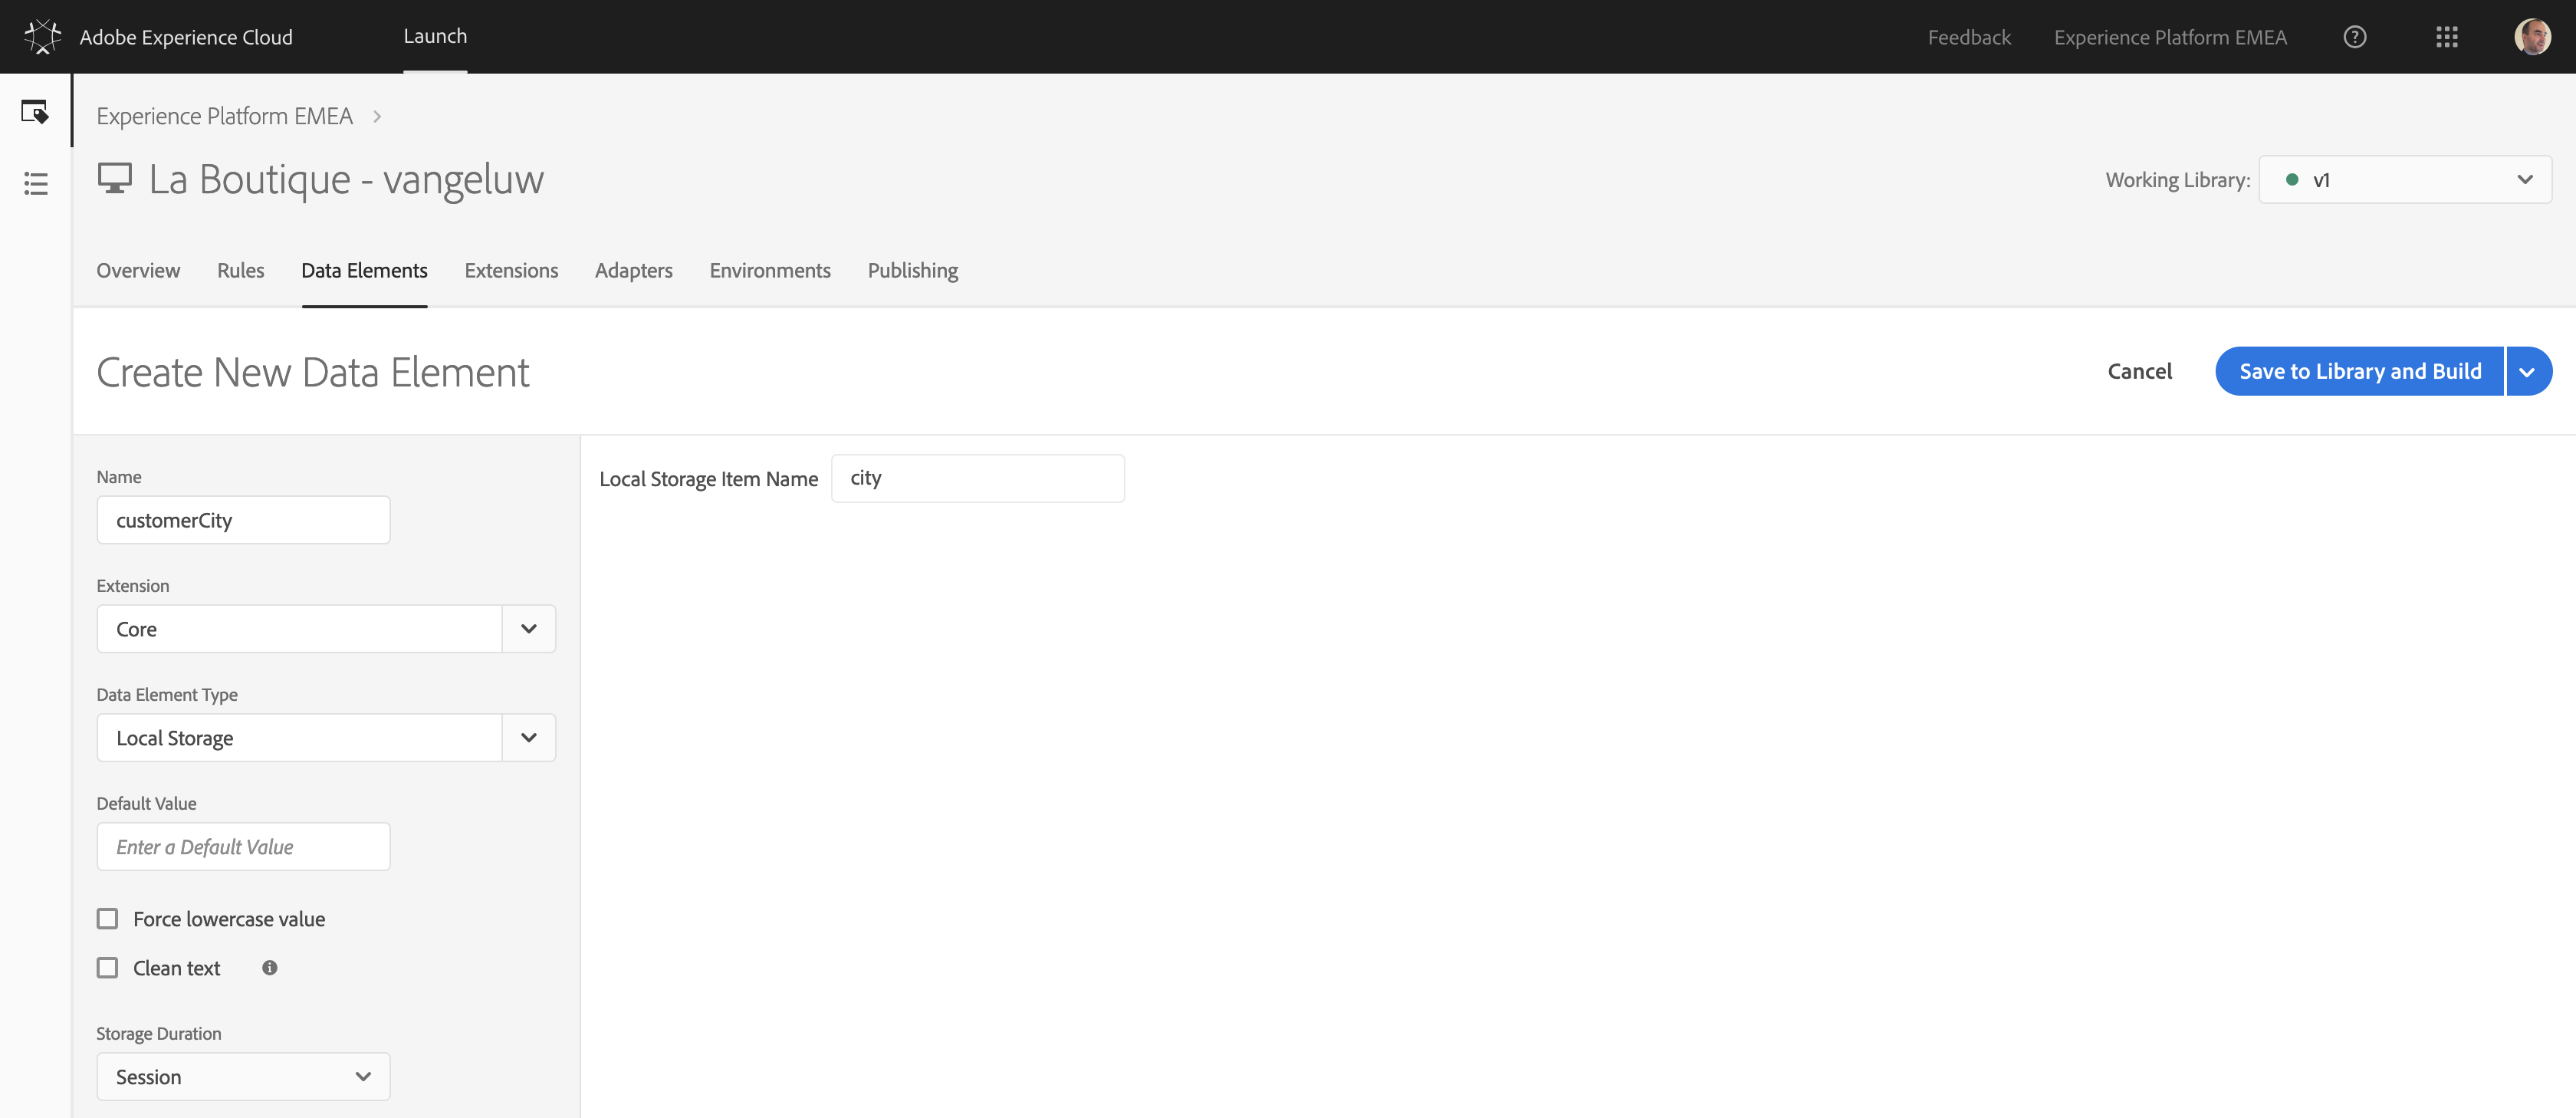 Adobe Experience Cloud
Launch
Feedback
Experience Platform EMEA
Experience Platform EMEA
La Boutique - vangeluw
Working Library:
v1
Overview
Rules
Data Elements
Extensions
Adapters
Environments
Publishing
Create New Data Element
Cancel
Save to Library and Build
Name
customerCity
Extension
Core
Data Element Type
Local Storage
Default Value
Enter a Default Value
Force lowercase value
Clean text
Storage Duration
Session
Local Storage Item Name
city